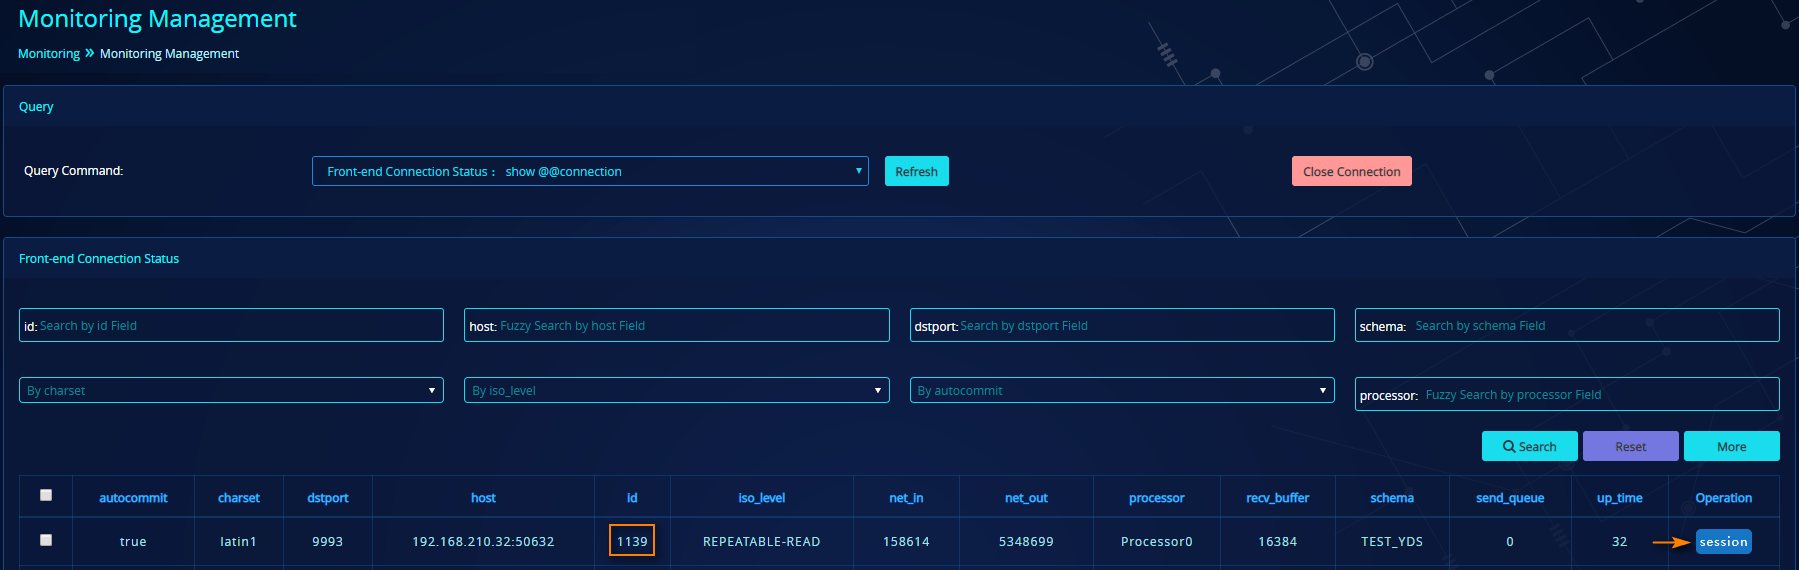 Monitoring Management
Monitoring » Monitoring Management
Query
Query Command: Front-end Connection Status : show @@connection Refresh Close Connection
Front-end Connection Status
id: Search by id Field host: Fuzzy Search by host Field dstport: Search by dstport Field schema: Search by schema Field
By charset By iso_level By autocommit processor: Fuzzy Search by processor Field
Search Reset More
autocommit charset dstport host id iso_level net_in net_out processor recv_buffer schema send_queue up_time Operation
true latin1 9993 192.168.210.32:50632 1139 REPEATABLE-READ 158614 5348699 Processor0 16384 TEST_YDS 0 32 session